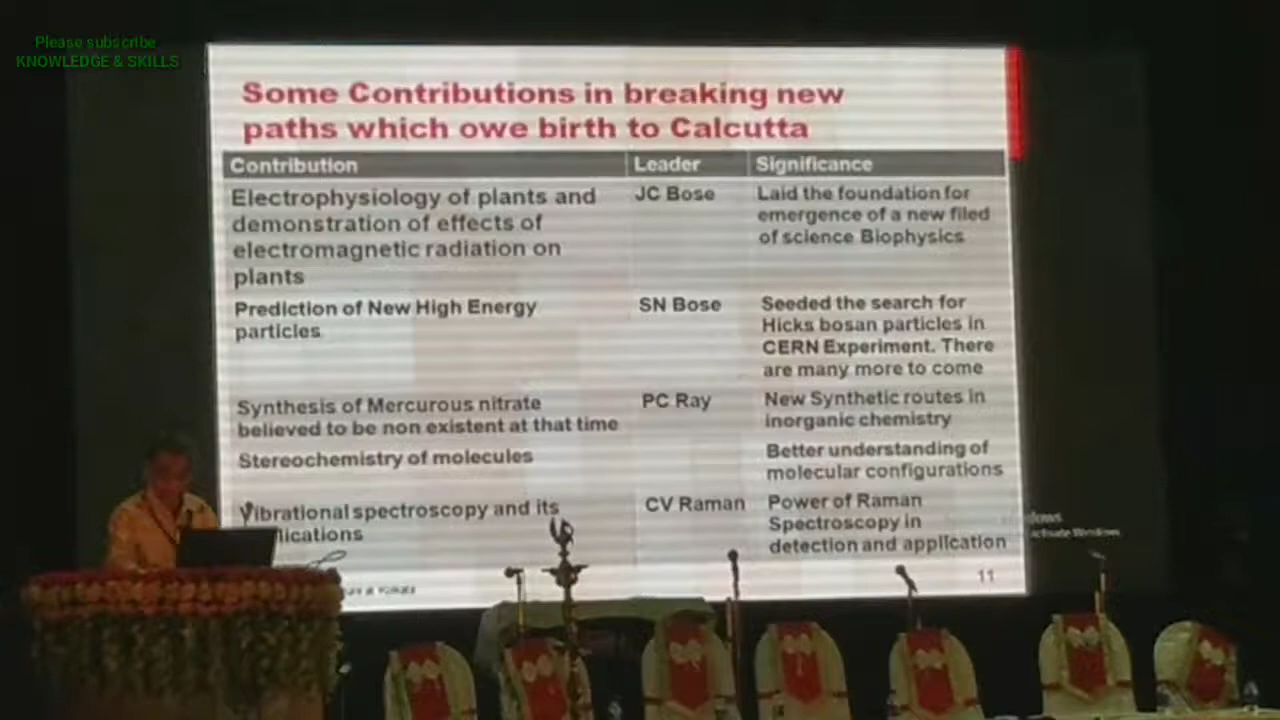 Please subscribe
KNOWLEDGE & SKILLS
Some Contributions in breaking new
paths which owe birth to Calcutta
Contribution Leader Significance
Electrophysiology of plants and
demonstration of effects of
electromagnetic radiation on
plants
JC Bose
Laid the foundation for
emergence of a new filed
of science Biophysics
Prediction of New High Energy
particles
SN Bose
Seeded the search for
Hicks bosan particles in
CERN Experiment. There
are many more to come
Synthesis of Mercurous nitrate
believed to be non existent at that time
PC Ray
New Synthetic routes in
inorganic chemistry
Stereochemistry of molecules
Better understanding of
molecular configurations
Vibrational spectroscopy and its
lications
CV Raman
Power of Raman
Spectroscopy in
detection and application
11